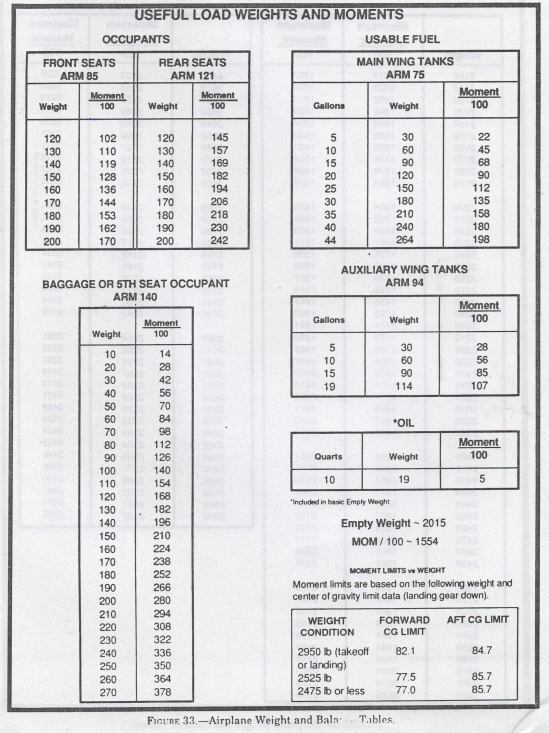 USEFUL LOAD WEIGHTS AND MOMENTS
OCCUPANTS
FRONT SEATS ARM 85
REAR SEATS ARM 121
Weight Moment 100 Weight Moment 100
120 102 120 145
130 110 130 157
140 119 140 169
150 128 150 182
160 136 160 194
170 144 170 206
180 153 180 218
190 162 190 230
200 170 200 242
BAGGAGE OR 5TH SEAT OCCUPANT
ARM 140
Weight Moment 100
10 14
20 28
30 42
40 56
50 70
60 84
70 98
80 112
90 126
100 140
110 154
120 168
130 182
140 196
150 210
160 224
170 238
180 252
190 266
200 280
210 294
220 308
230 322
240 336
250 350
260 364
270 378
USABLE FUEL
MAIN WING TANKS
ARM 75
Gallons Weight Moment 100
5 30 22
10 60 45
15 90 68
20 120 90
25 150 112
30 180 135
35 210 158
40 240 180
44 264 198
AUXILIARY WING TANKS
ARM 94
Gallons Weight Moment 100
5 30 28
10 60 56
15 90 85
19 114 107
*OIL
Quarts Weight Moment 100
10 19 5
*Included in basic Empty Weight
Empty Weight ~ 2015
MOM / 100 ~ 1554
MOMENT LIMITS vs WEIGHT
Moment limits are based on the following weight and
center of gravity limit data (landing gear down).
WEIGHT CONDITION FORWARD CG LIMIT AFT CG LIMIT
2950 lb (takeoff 82.1 84.7
or landing)
2525 lb 77.5 85.7
2475 lb or less 77.0 85.7
FIGURE 33.—Airplane Weight and Tables.